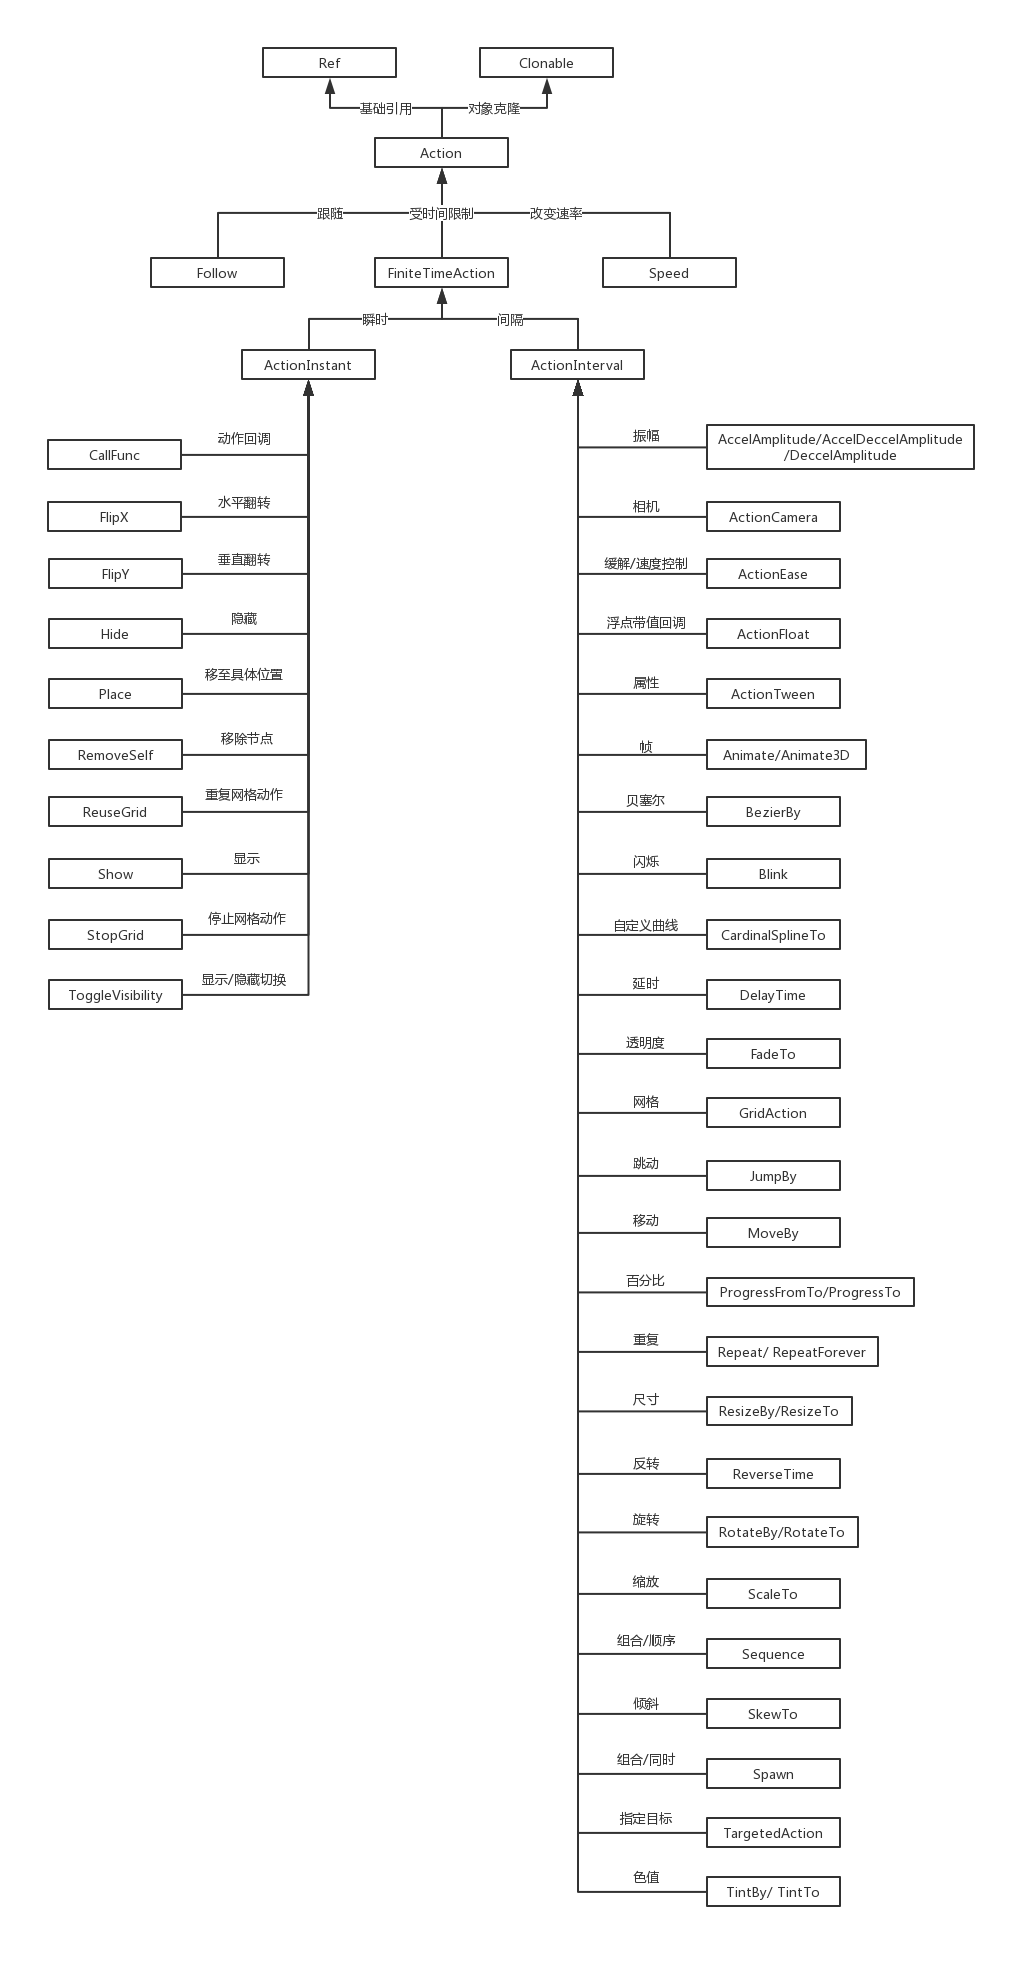 Ref
Clonable
基础引用
对象克隆
Action
跟随
受时间限制
改变速率
Follow
FiniteTimeAction
Speed
瞬时
间隔
ActionInstant
ActionInterval
动作回调
CallFunc
水平翻转
FlipX
垂直翻转
FlipY
隐藏
Hide
移至具体位置
Place
移除节点
RemoveSelf
重复网格动作
ReuseGrid
显示
Show
停止网格动作
StopGrid
显示/隐藏切换
ToggleVisibility
振幅
AccelAmplitude/AccelDeccelAmplitude
/DeccelAmplitude
相机
ActionCamera
缓解/速度控制
ActionEase
浮点带值回调
ActionFloat
属性
ActionTween
帧
Animate/Animate3D
贝塞尔
BezierBy
闪烁
Blink
自定义曲线
CardinalSplineTo
延时
DelayTime
透明度
FadeTo
网格
GridAction
跳动
JumpBy
移动
MoveBy
百分比
ProgressFromTo/ProgressTo
重复
Repeat/ RepeatForever
尺寸
ResizeBy/ResizeTo
反转
ReverseTime
旋转
RotateBy/RotateTo
缩放
ScaleTo
组合/顺序
Sequence
倾斜
SkewTo
组合/同时
Spawn
指定目标
TargetedAction
色值
TintBy/ TintTo